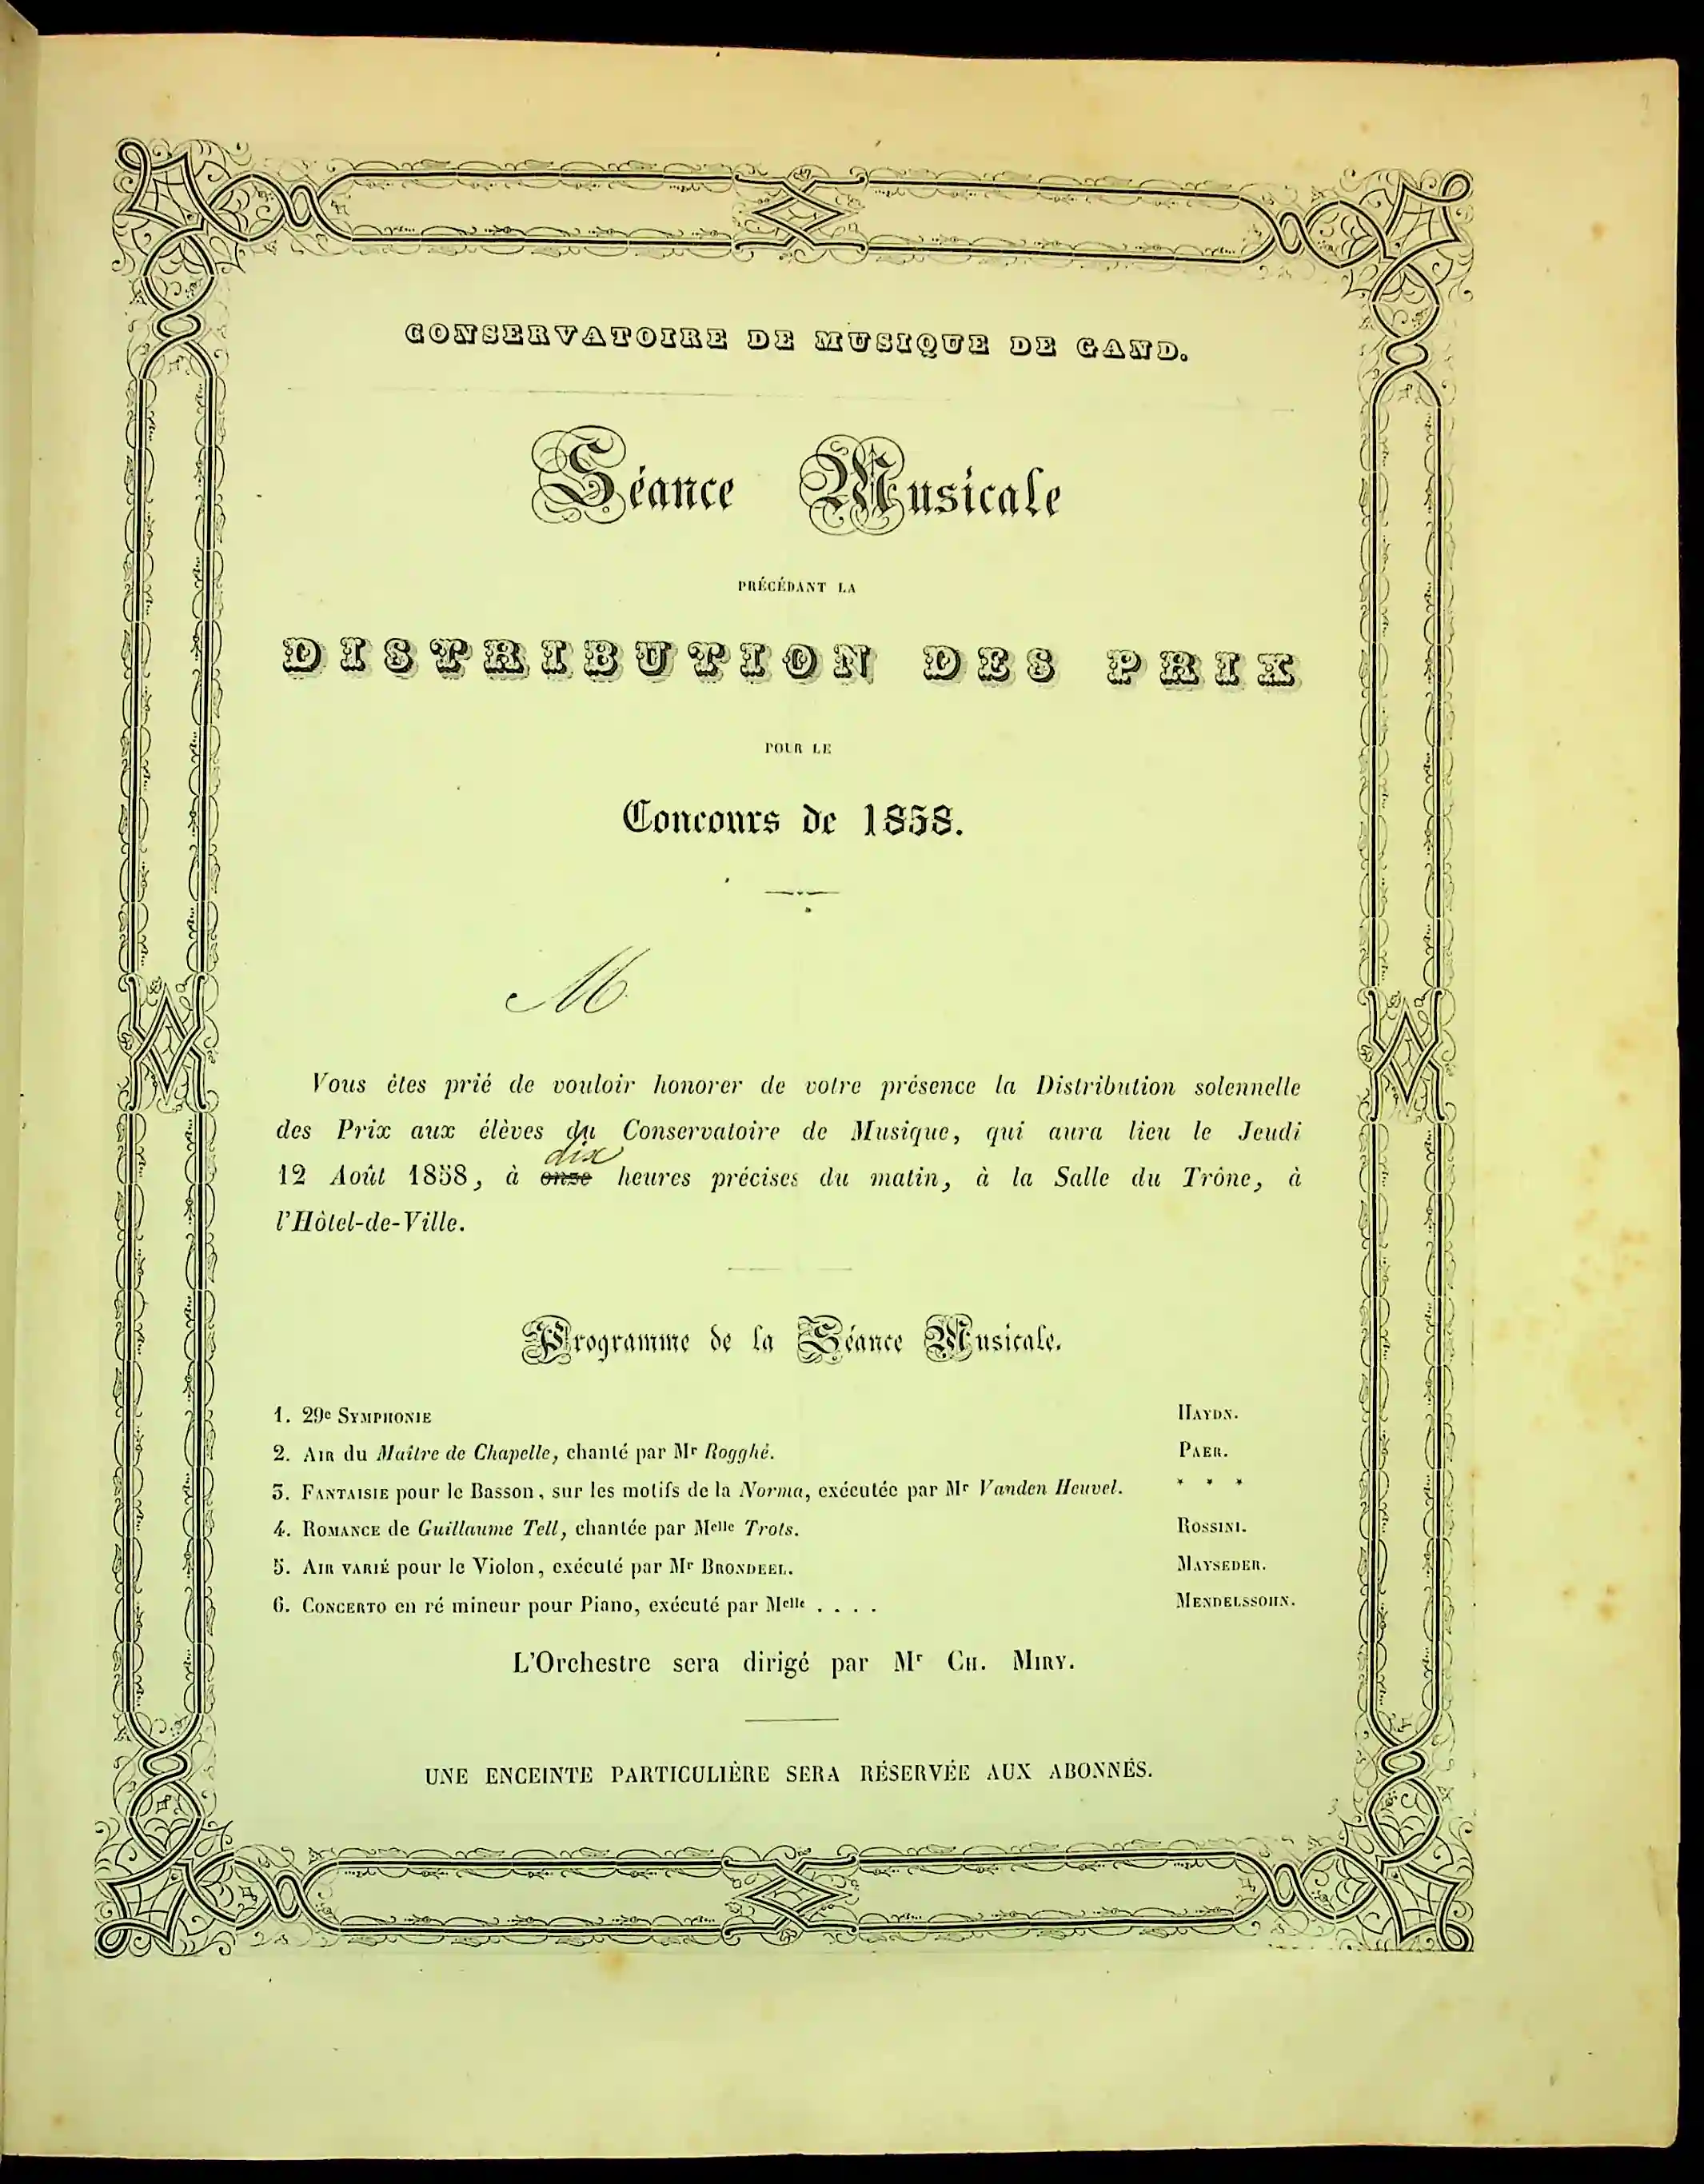 CONSERVATOIRE DE MUSIQUE DE GAND.
Séance Musicale
PRÉCÉDANT LA
DISTRIBUTION DES PRIX
POUR LE
Concours de 1858.
M
Vous êtes prié de vouloir honorer de votre présence la Distribution solennelle
des Prix aux élèves du Conservatoire de Musique, qui aura lieu le Jeudi
dix
12 Août 1858, à onze heures précises du matin, à la Salle du Trône, à
l'Hôtel-de-Ville.
Programme de la Séance Musicale.
1. 29e SYMPHONIE HAYDN.
2. AIR du Maître de Chapelle, chanté par Mr Rogghé. PAER.
3. FANTAISIE pour le Basson, sur les motifs de la Norma, exécutée par Mr Vanden Heuvel. * * *
4. ROMANCE de Guillaume Tell, chantée par Melle Trots. ROSSINI.
5. AIR VARIÉ pour le Violon, exécuté par Mr BRONDEEL. MAYSEDER.
6. CONCERTO en ré mineur pour Piano, exécuté par Melle . . . . MENDELSSOHN.
L'Orchestre sera dirigé par Mr CH. MIRY.
UNE ENCEINTE PARTICULIÈRE SERA RÉSERVÉE AUX ABONNÉS.